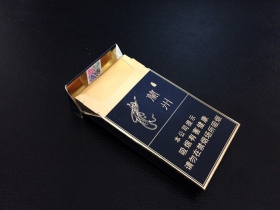 蘭州
本公司提示
吸烟有害健康
请勿在禁烟场所吸烟